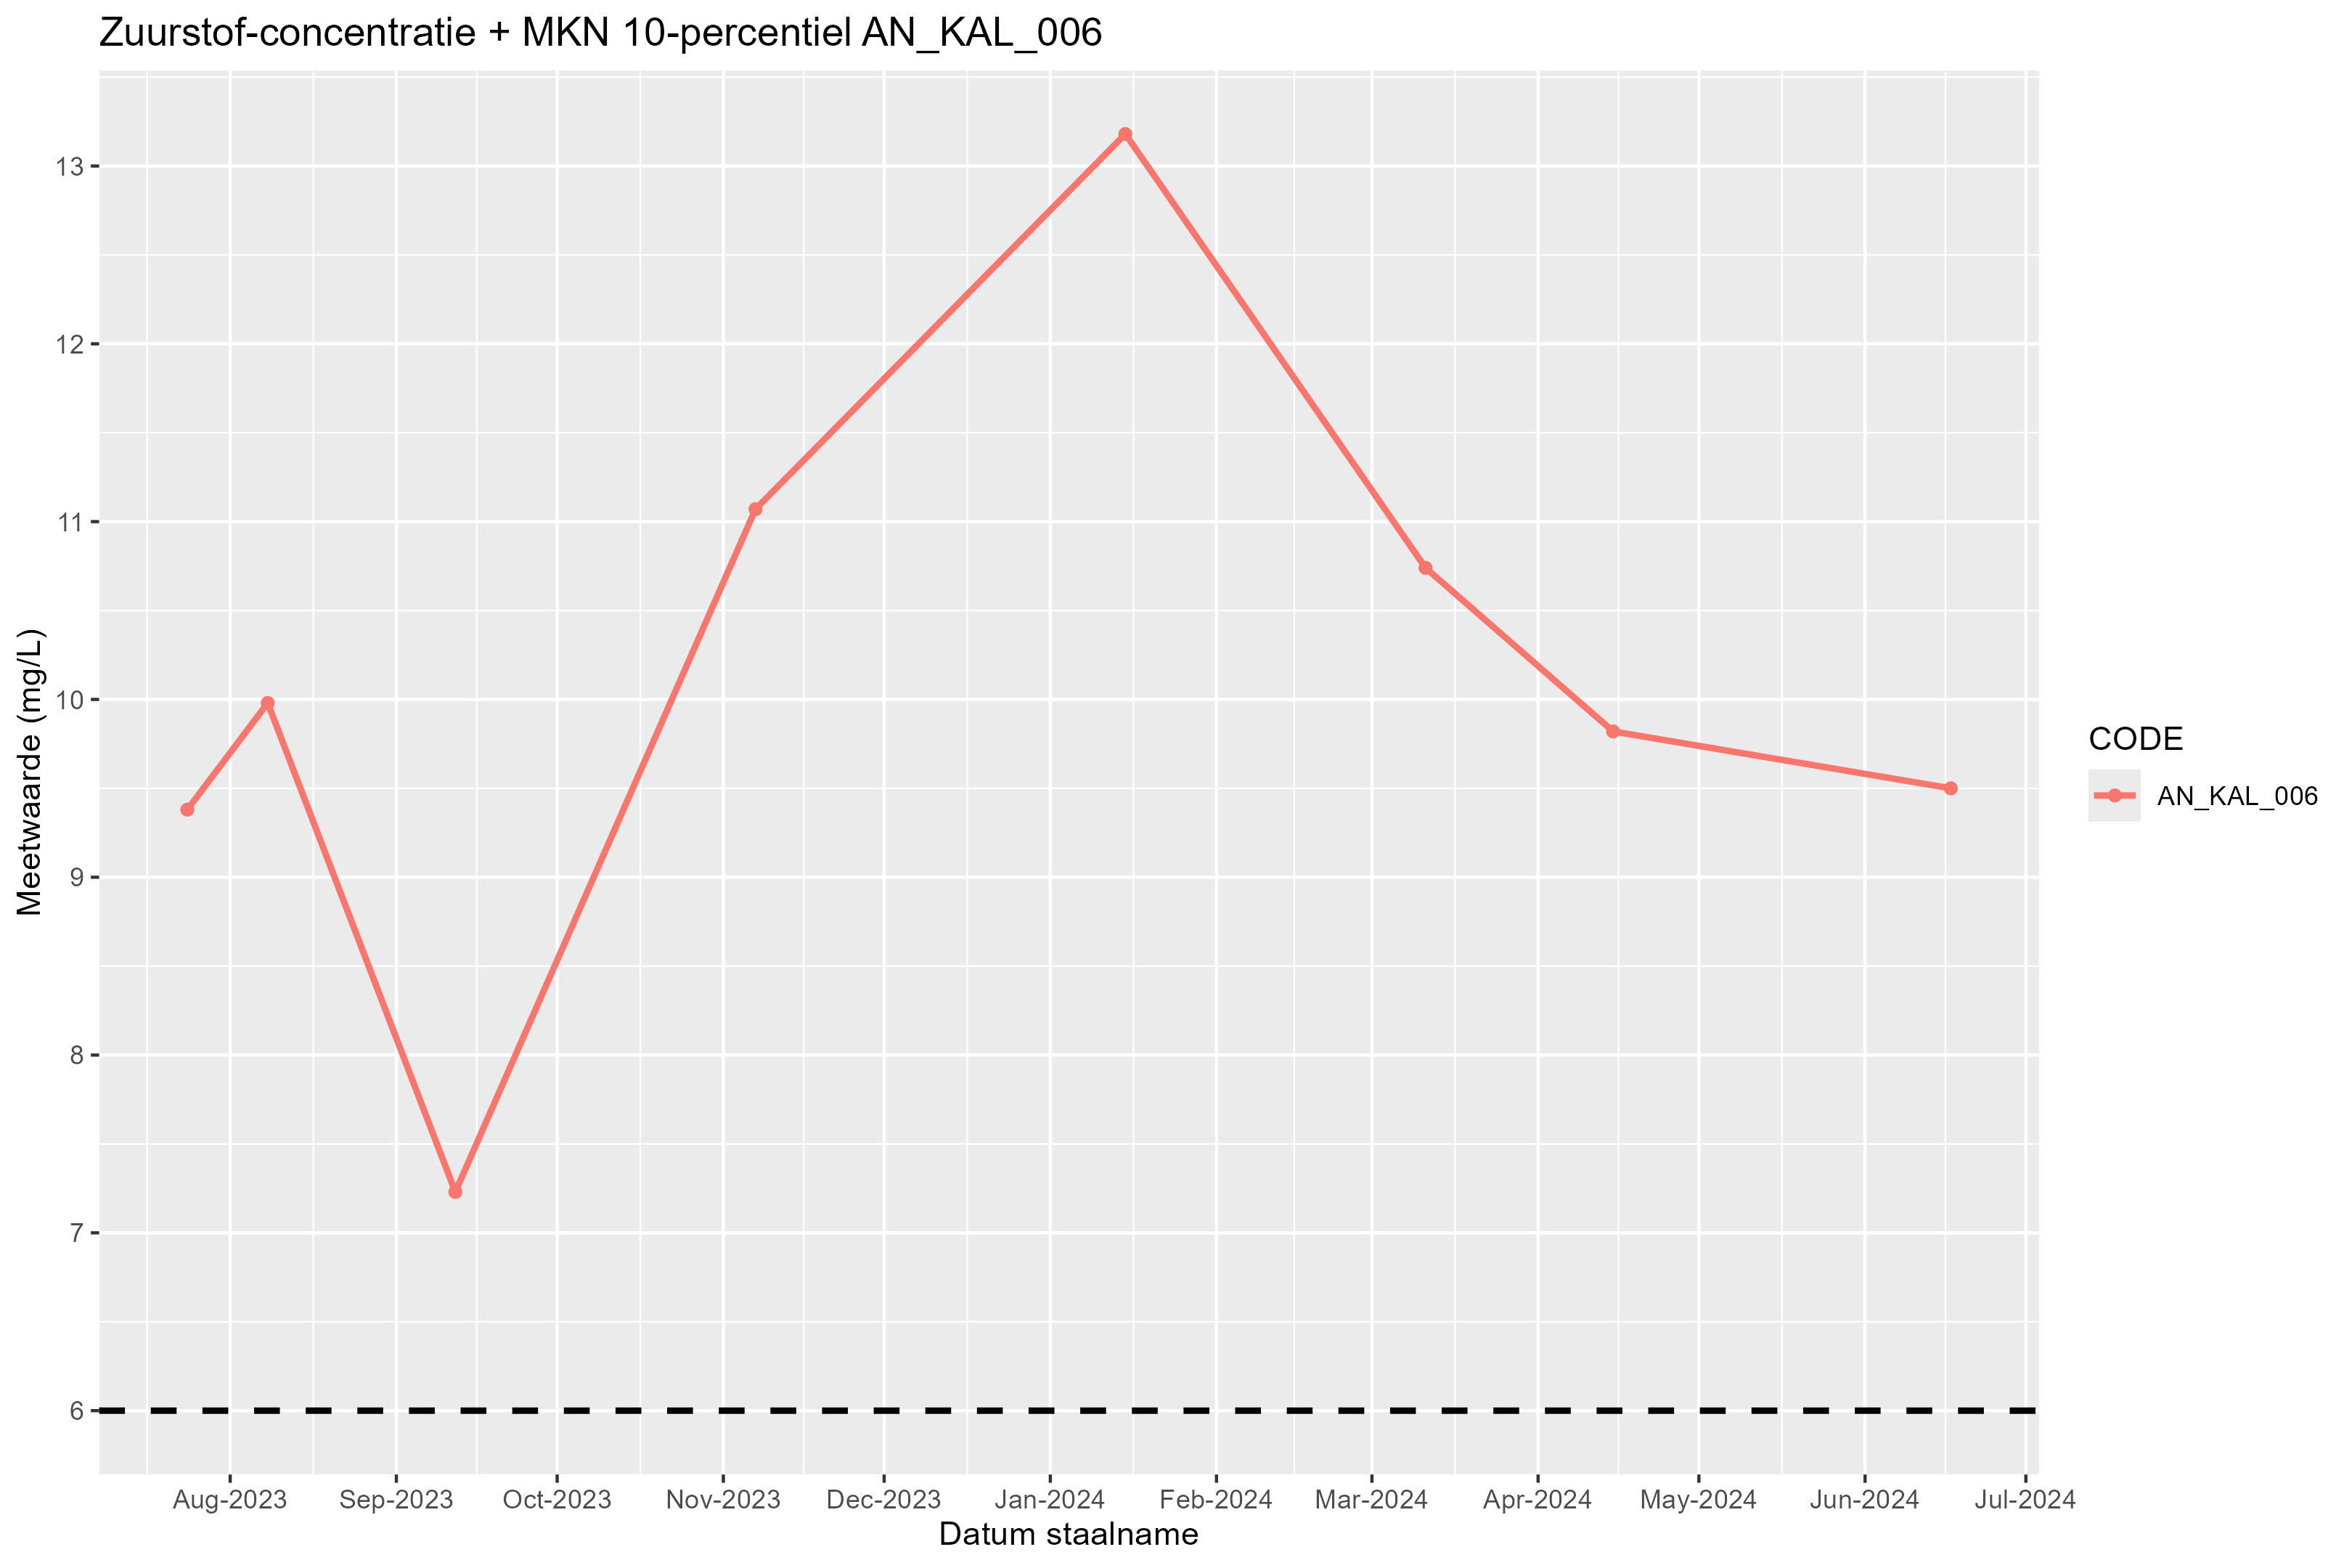 Zuurstof-concentratie + MKN 10-percentiel AN_KAL_006
Meetwaarde (mg/L)
13
12
11
10
9
8
7
6
Aug-2023 Sep-2023 Oct-2023 Nov-2023 Dec-2023 Jan-2024 Feb-2024 Mar-2024 Apr-2024 May-2024 Jun-2024 Jul-2024
Datum staalname
CODE
AN_KAL_006